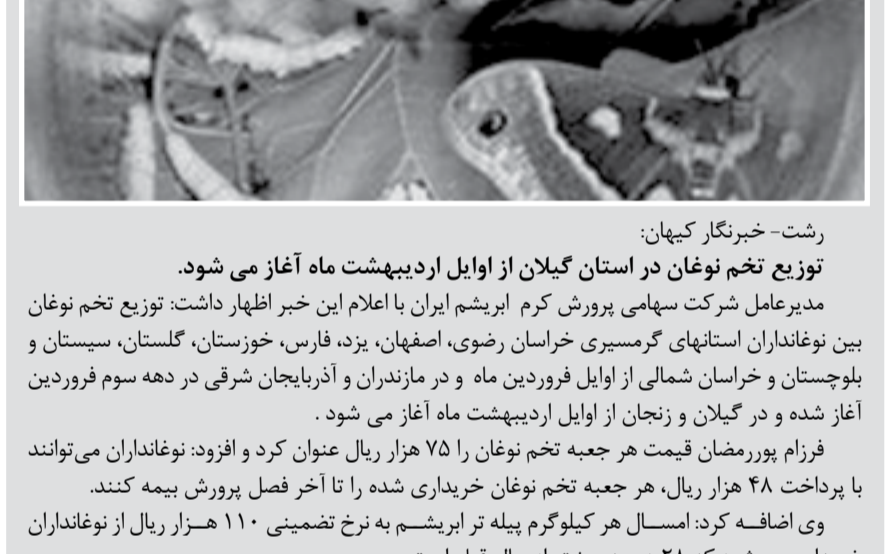 رشت- خبرنگار کیهان:
توزیع تخم نوغان در استان گیلان از اوایل اردیبهشت ماه آغاز می شود.
مدیرعامل شرکت سهامی پرورش کرم ابریشم ایران با اعلام این خبر اظهار داشت: توزیع تخم نوغان
بین نوغانداران استانهای گرمسیری خراسان رضوی، اصفهان، یزد، فارس، خوزستان، گلستان، سیستان و
بلوچستان و خراسان شمالی از اوایل فروردین ماه و در مازندران و آذربایجان شرقی در دهه سوم فروردین
آغاز شده و در گیلان و زنجان از اوایل اردیبهشت ماه آغاز می شود .
فرزام پوررمضان قیمت هر جعبه تخم نوغان را ۷۵ هزار ریال عنوان کرد و افزود: نوغانداران می‌توانند
با پرداخت ۴۸ هزار ریال، هر جعبه تخم نوغان خریداری شده را تا آخر فصل پرورش بیمه کنند.
وی اضافه کرد: امسال هر کیلوگرم پیله تر ابریشم به نرخ تضمینی ۱۱۰ هزار ریال از نوغانداران